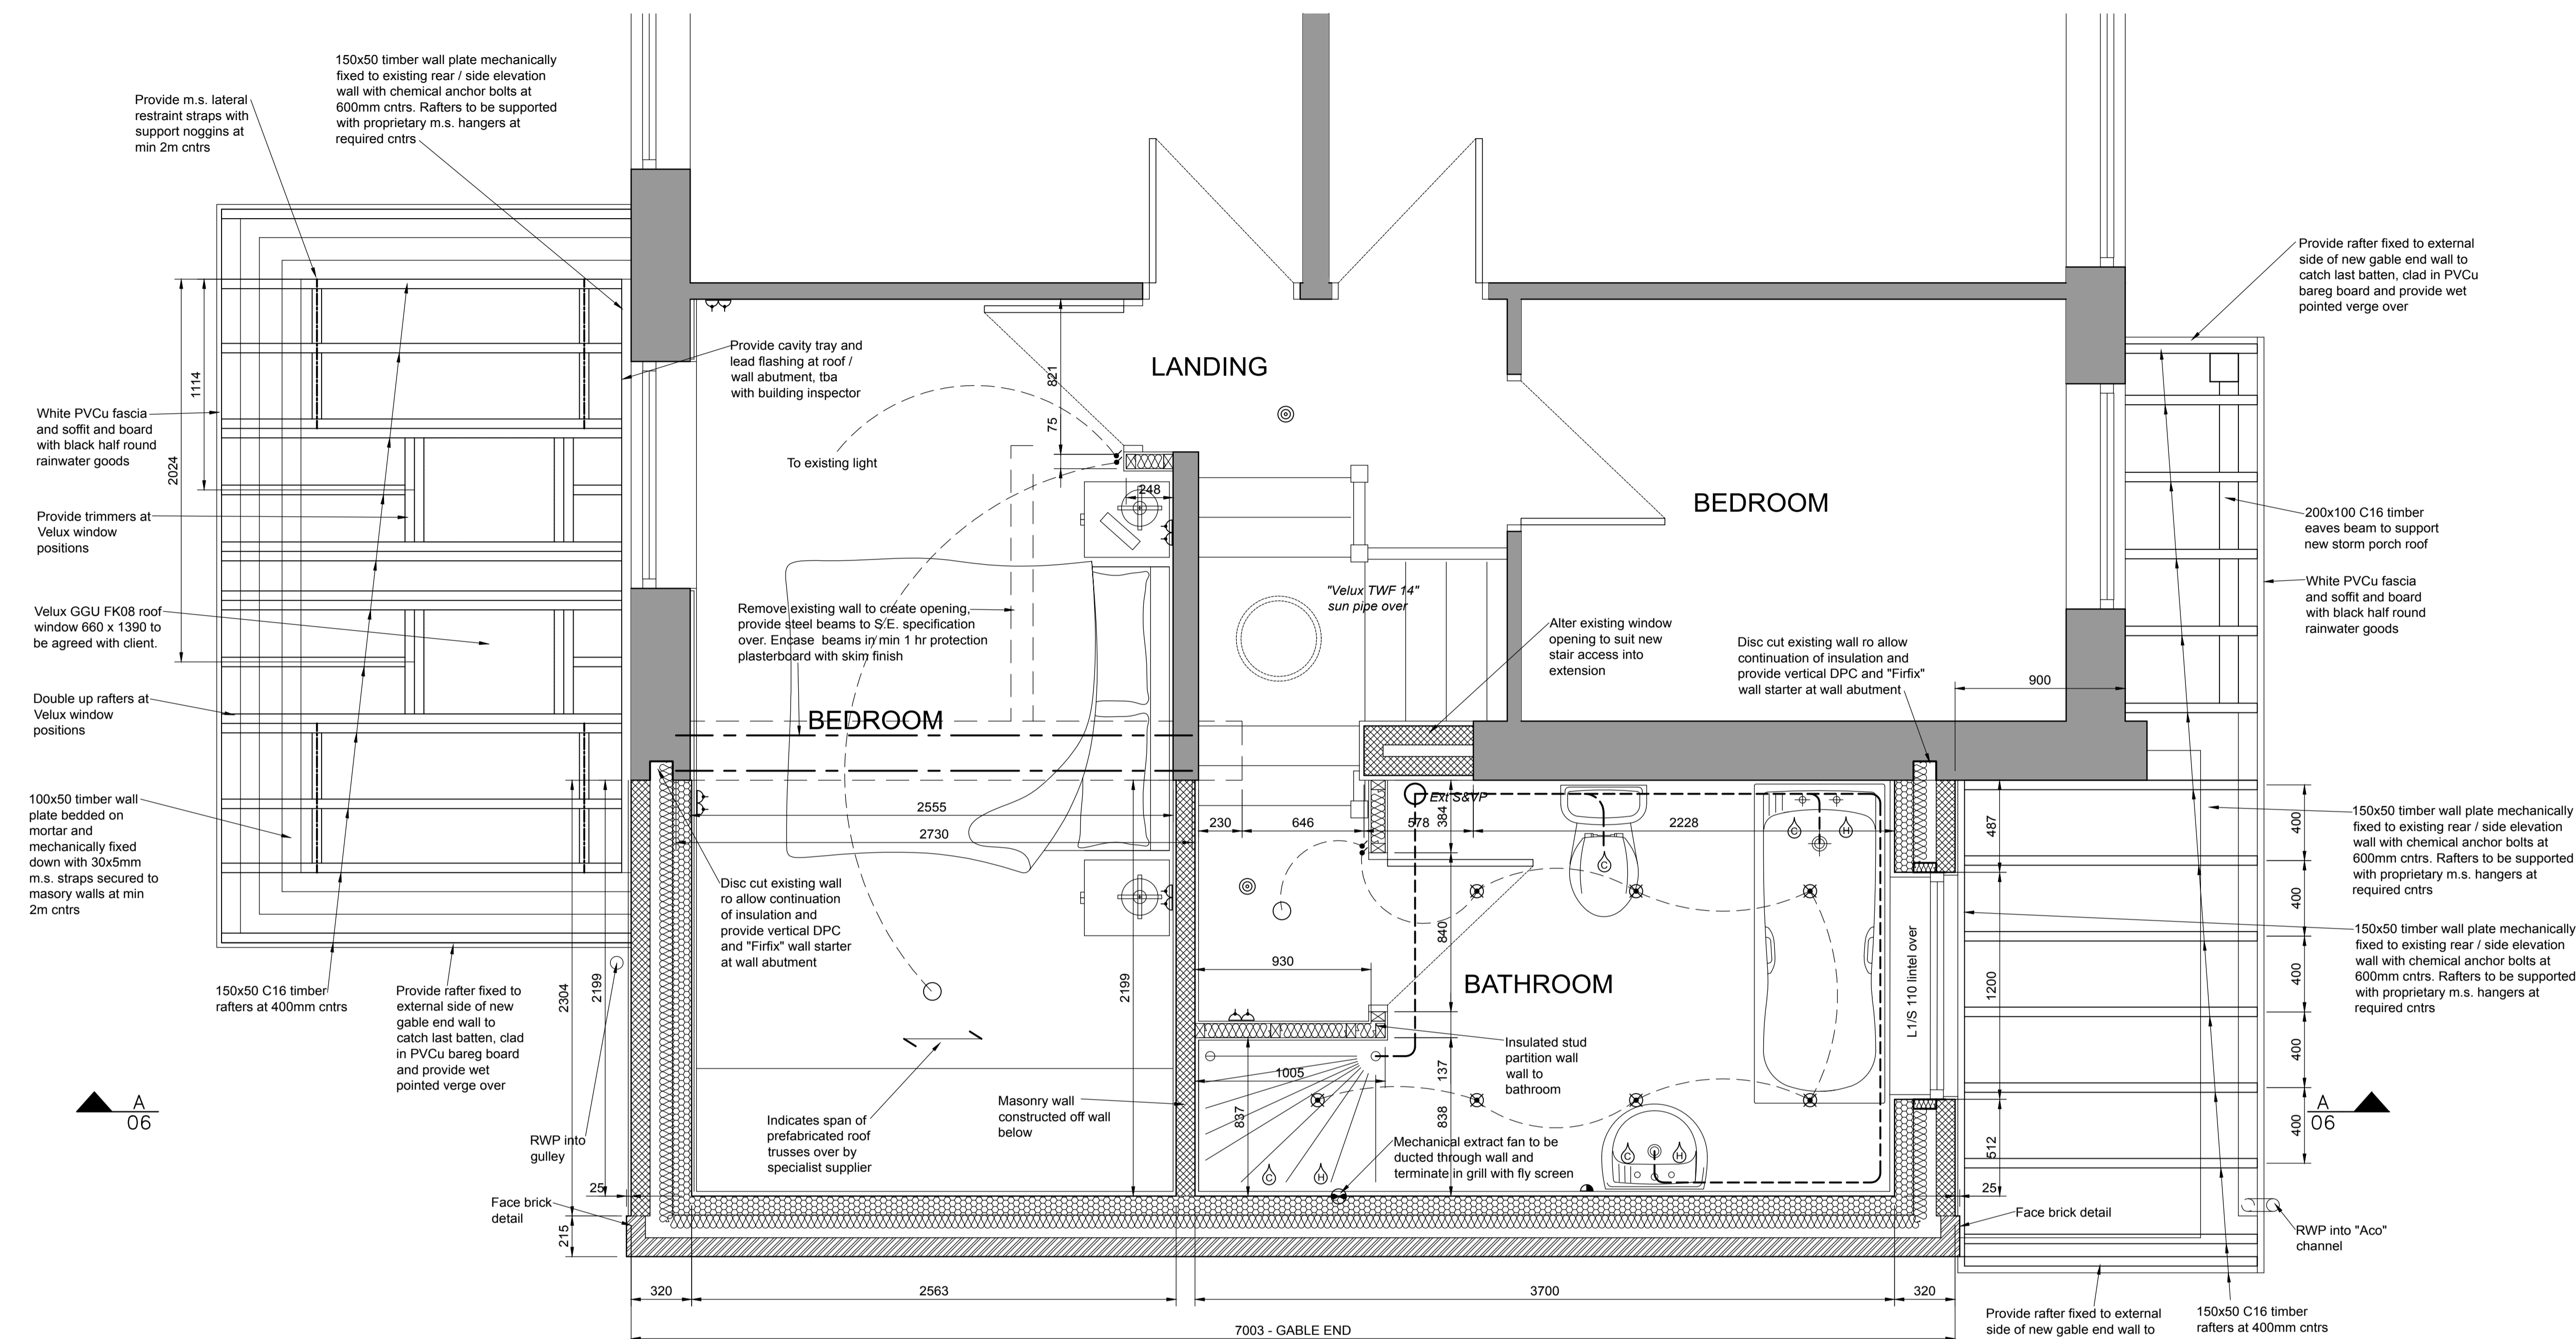 150x50 timber wall plate mechanically
fixed to existing rear / side elevation
wall with chemical anchor bolts at
600mm cntrs. Rafters to be supported
with proprietary m.s. hangers at
required cntrs
Provide m.s. lateral
restraint straps with
support noggins at
min 2m cntrs
Provide rafter fixed to external
side of new gable end wall to
catch last batten, clad in PVCu
bareg board and provide wet
pointed verge over
Provide cavity tray and
lead flashing at roof /
wall abutment, tba
with building inspector
LANDING
821
75
1114
2024
White PVCu fascia
and soffit and board
with black half round
rainwater goods
To existing light
248
BEDROOM
Provide trimmers at
Velux window
positions
200x100 C16 timber
eaves beam to support
new storm porch roof
"Velux TWF 14"
sun pipe over
White PVCu fascia
and soffit and board
with black half round
rainwater goods
Velux GGU FK08 roof
window 660 x 1390 to
be agreed with client.
Remove existing wall to create opening,
provide steel beams to S.E. specification
over. Encase beams in min 1 hr protection
plasterboard with skim finish
Alter existing window
opening to suit new
stair access into
extension
Disc cut existing wall ro allow
continuation of insulation and
provide vertical DPC and "Firfix"
wall starter at wall abutment
900
Double up rafters at
Velux window
positions
BEDROOM
100x50 timber wall
plate bedded on
mortar and
mechanically fixed
down with 30x5mm
m.s. straps secured to
masory walls at min
2m cntrs
Ext S&VP
2555
2730
230
646
578
384
2228
C
H
C
487
400
400
400
400
400
150x50 timber wall plate mechanically
fixed to existing rear / side elevation
wall with chemical anchor bolts at
600mm cntrs. Rafters to be supported
with proprietary m.s. hangers at
required cntrs
Disc cut existing wall
ro allow continuation
of insulation and
provide vertical DPC
and "Firfix" wall starter
at wall abutment
840
930
BATHROOM
L1/S 110 lintel over
1200
150x50 timber wall plate mechanically
fixed to existing rear / side elevation
wall with chemical anchor bolts at
600mm cntrs. Rafters to be supported
with proprietary m.s. hangers at
required cntrs
150x50 C16 timber
rafters at 400mm cntrs
Provide rafter fixed to
external side of new
gable end wall to
catch last batten, clad
in PVCu bareg board
and provide wet
pointed verge over
2304
2199
2199
Insulated stud
partition wall
wall to
bathroom
1005
137
837
838
A
06
A
06
Indicates span of
prefabricated roof
trusses over by
specialist supplier
Masonry wall
constructed off wall
below
RWP into
gulley
Mechanical extract fan to be
ducted through wall and
terminate in grill with fly screen
C
H
C
H
512
25
25
Face brick
detail
215
Face brick detail
RWP into "Aco"
channel
320
2563
3700
320
Provide rafter fixed to external
side of new gable end wall to
150x50 C16 timber
rafters at 400mm cntrs
7003 - GABLE END